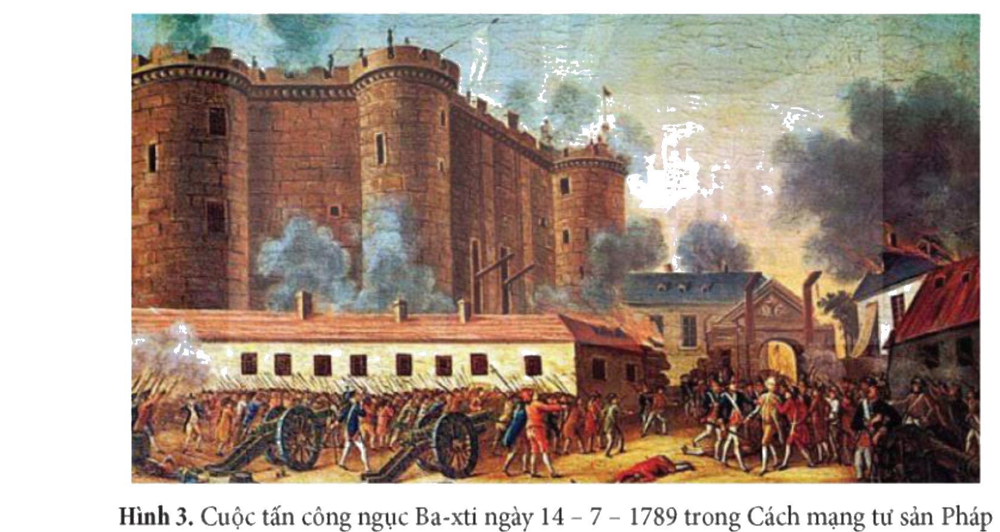 Hình 3. Cuộc tấn công ngục Ba-xti ngày 14 – 7 – 1789 trong Cách mạng tư sản Pháp